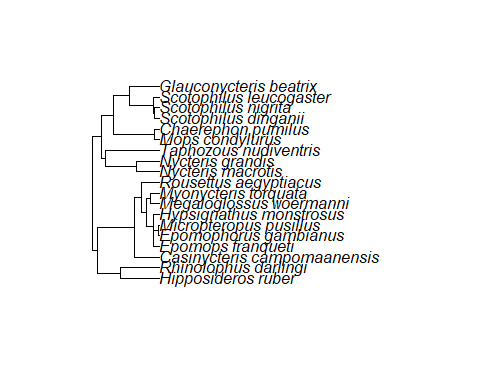 Glauconycteris beatrix
Scotophilus leucogaster
Scotophilus nigrita
Scotophilus dinganii
Chaerephon pumilus
Mops condylurus
Taphozous nudiventris
Nycteris grandis
Nycteris macrotis
Rousettus aegyptiacus
Myonycteris torquata
Megaloglossus woermanni
Hypsignathus monstrosus
Micropteropus pusillus
Epomophorus gambianus
Epomops franqueti
Casinycteris campomaanensis
Rhinolophus darlingi
Hipposideros ruber